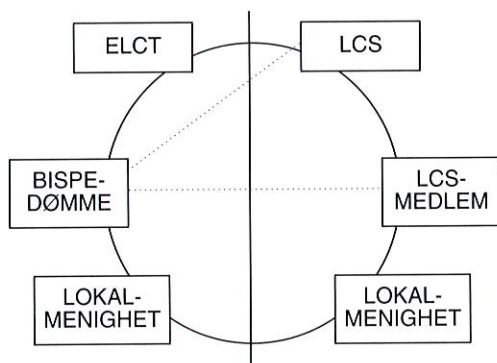 ELCT
LCS
BISPE-
DØMME
LCS-
MEDLEM
LOKAL-
MENIGHET
LOKAL-
MENIGHET